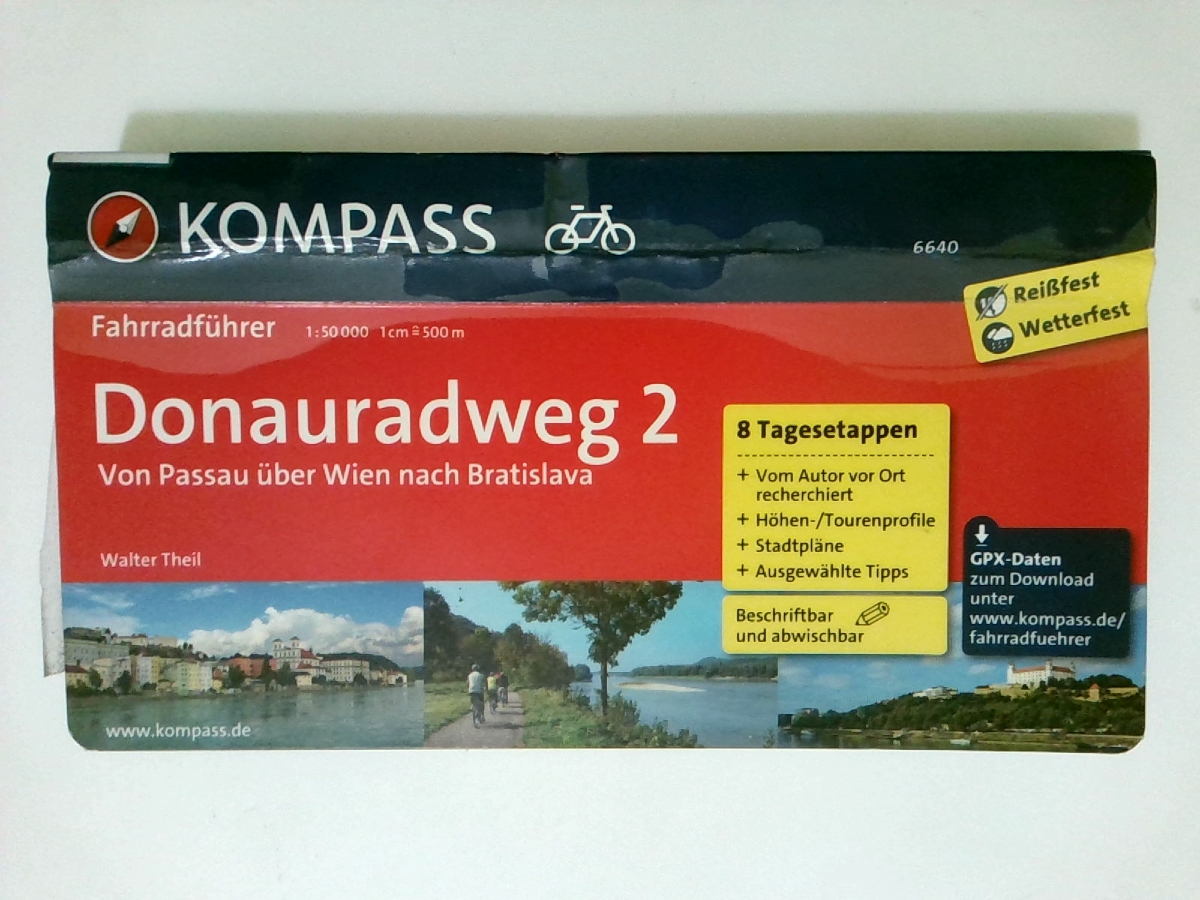 KOMPASS
6640
Reißfest
Wetterfest
Fahrradführer 1:50 000 1cm ≙ 500 m
Donauradweg 2
Von Passau über Wien nach Bratislava
Walter Theil
8 Tagesetappen
+ Vom Autor vor Ort
recherchiert
+ Höhen-/Tourenprofile
+ Stadtpläne
+ Ausgewählte Tipps
Beschriftbar
und abwischbar
GPX-Daten
zum Download
unter
www.kompass.de/
fahrradfuehrer
www.kompass.de